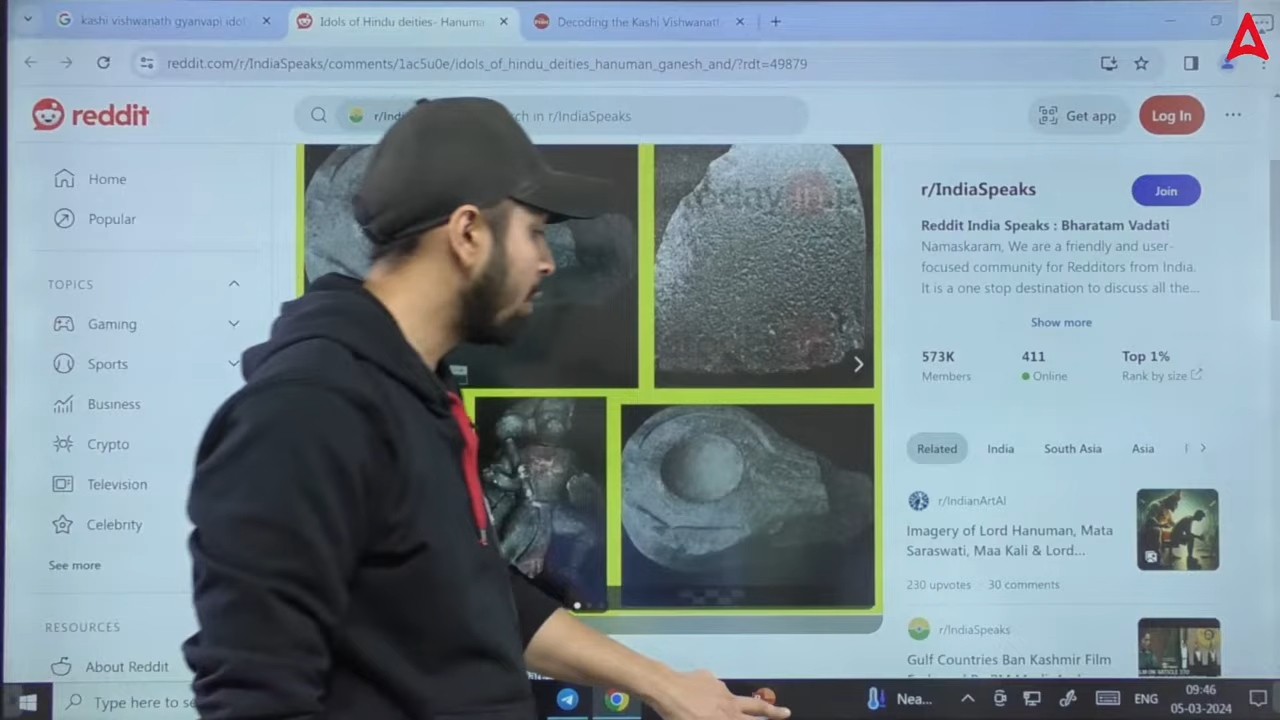 kashi vishwanath gyanvapi idol
Idols of Hindu deities- Hanuma
Decoding the Kashi Vishwanath
reddit.com/r/IndiaSpeaks/comments/1ac5u0e/idols_of_hindu_deities_hanuman_ganesh_and/?rdt=49879
reddit
r/Ind
ch in r/IndiaSpeaks
Get app
Log In
Home
Popular
TOPICS
Gaming
Sports
Business
Crypto
Television
Celebrity
See more
RESOURCES
About Reddit
r/IndiaSpeaks
Join
Reddit India Speaks : Bharatam Vadati
Namaskaram, We are a friendly and user-
focused community for Redditors from India.
It is a one stop destination to discuss all the...
Show more
573K
Members
411
Online
Top 1%
Rank by size
Related
India
South Asia
Asia
r/IndianArtAI
Imagery of Lord Hanuman, Mata
Saraswati, Maa Kali & Lord...
230 upvotes
30 comments
r/IndiaSpeaks
Gulf Countries Ban Kashmir Film
Type here to se
Nea...
ENG
09:46
05-03-2024